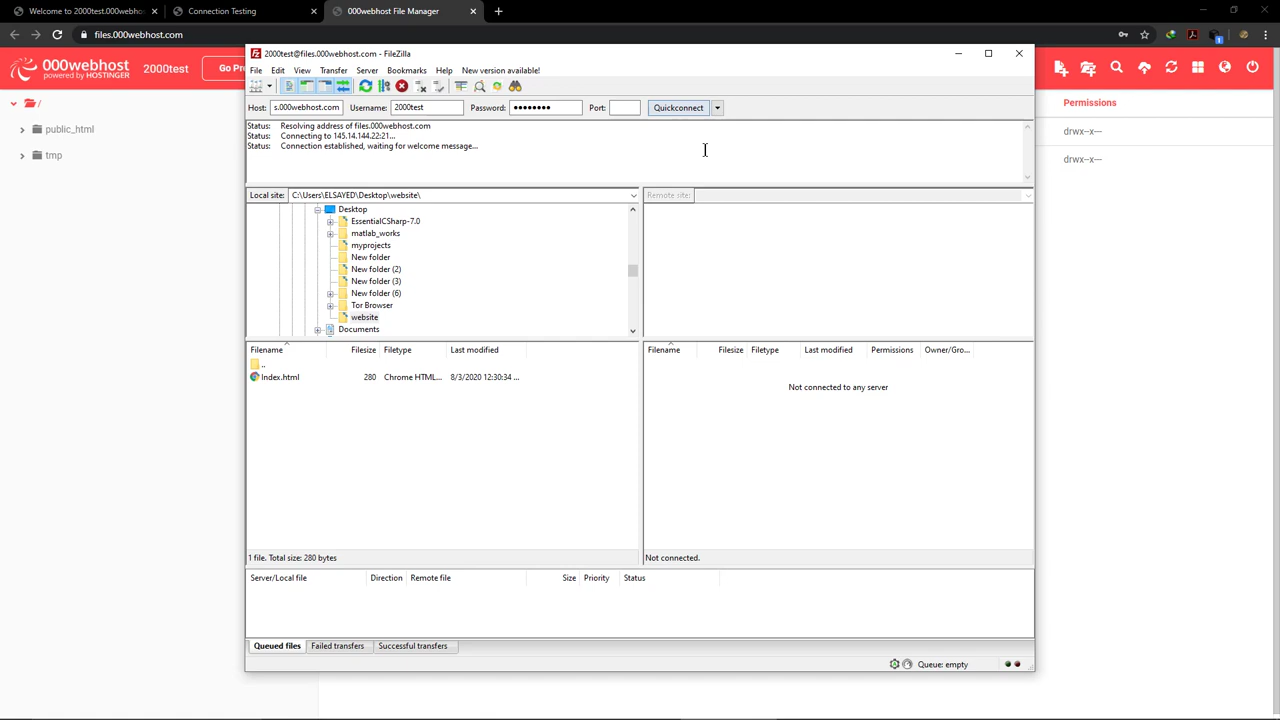 Welcome to 2000test.000webhos
Connection Testing
000webhost File Manager
files.000webhost.com
000webhost
powered by HOSTINGER
2000test
Go Pr
/
public_html
tmp
Permissions
drwx--x---
drwx--x---
2000test@files.000webhost.com - FileZilla
File Edit View Transfer Server Bookmarks Help New version available!
Host: s.000webhost.com Username: 2000test Password: ●●●●●●●● Port: Quickconnect
Status: Resolving address of files.000webhost.com
Status: Connecting to 145.14.144.22:21...
Status: Connection established, waiting for welcome message...
Local site: C:\Users\ELSAYED\Desktop\website\
Remote site:
Desktop
EssentialCSharp-7.0
matlab_works
myprojects
New folder
New folder (2)
New folder (3)
New folder (6)
Tor Browser
website
Documents
Filename Filesize Filetype Last modified
..
Index.html 280 Chrome HTML... 8/3/2020 12:30:34 ...
1 file. Total size: 280 bytes
Filename Filesize Filetype Last modified Permissions Owner/Gro...
Not connected to any server
Not connected.
Server/Local file Direction Remote file Size Priority Status
Queued files Failed transfers Successful transfers
Queue: empty